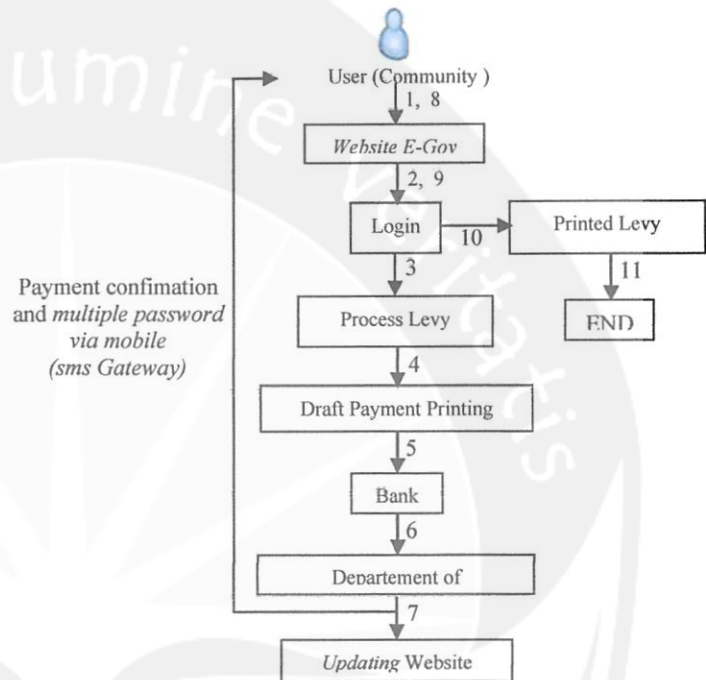 umine veritatis
User (Community )
1, 8
Website E-Gov
2, 9
Login
10
Printed Levy
3
11
Process Levy
END
4
Payment confimation
and multiple password
via mobile
(sms Gateway)
Draft Payment Printing
5
Bank
6
Departement of
7
Updating Website